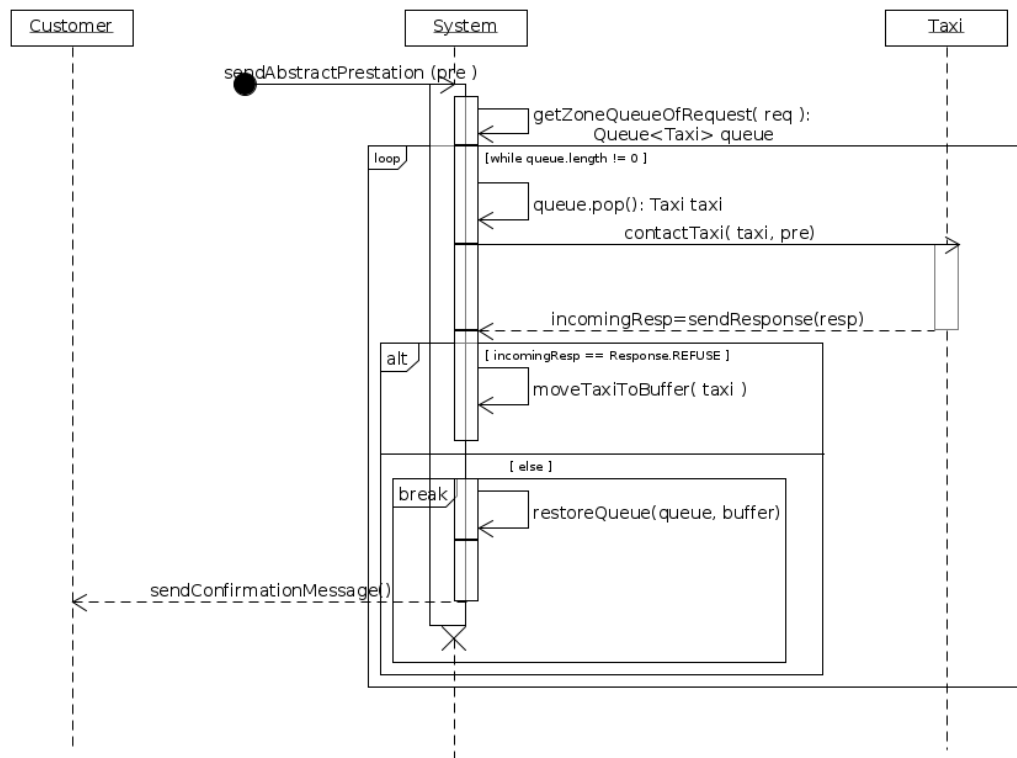 Customer
System
Taxi
sendAbstractPrestation (pre )
getZoneQueueOfRequest( req ):
Queue<Taxi> queue
loop
[while queue.length != 0 ]
queue.pop(): Taxi taxi
contactTaxi( taxi, pre)
incomingResp=sendResponse(resp)
alt
[ incomingResp == Response.REFUSE ]
moveTaxiToBuffer( taxi )
[ else ]
break
restoreQueue(queue, buffer)
sendConfirmationMessage()